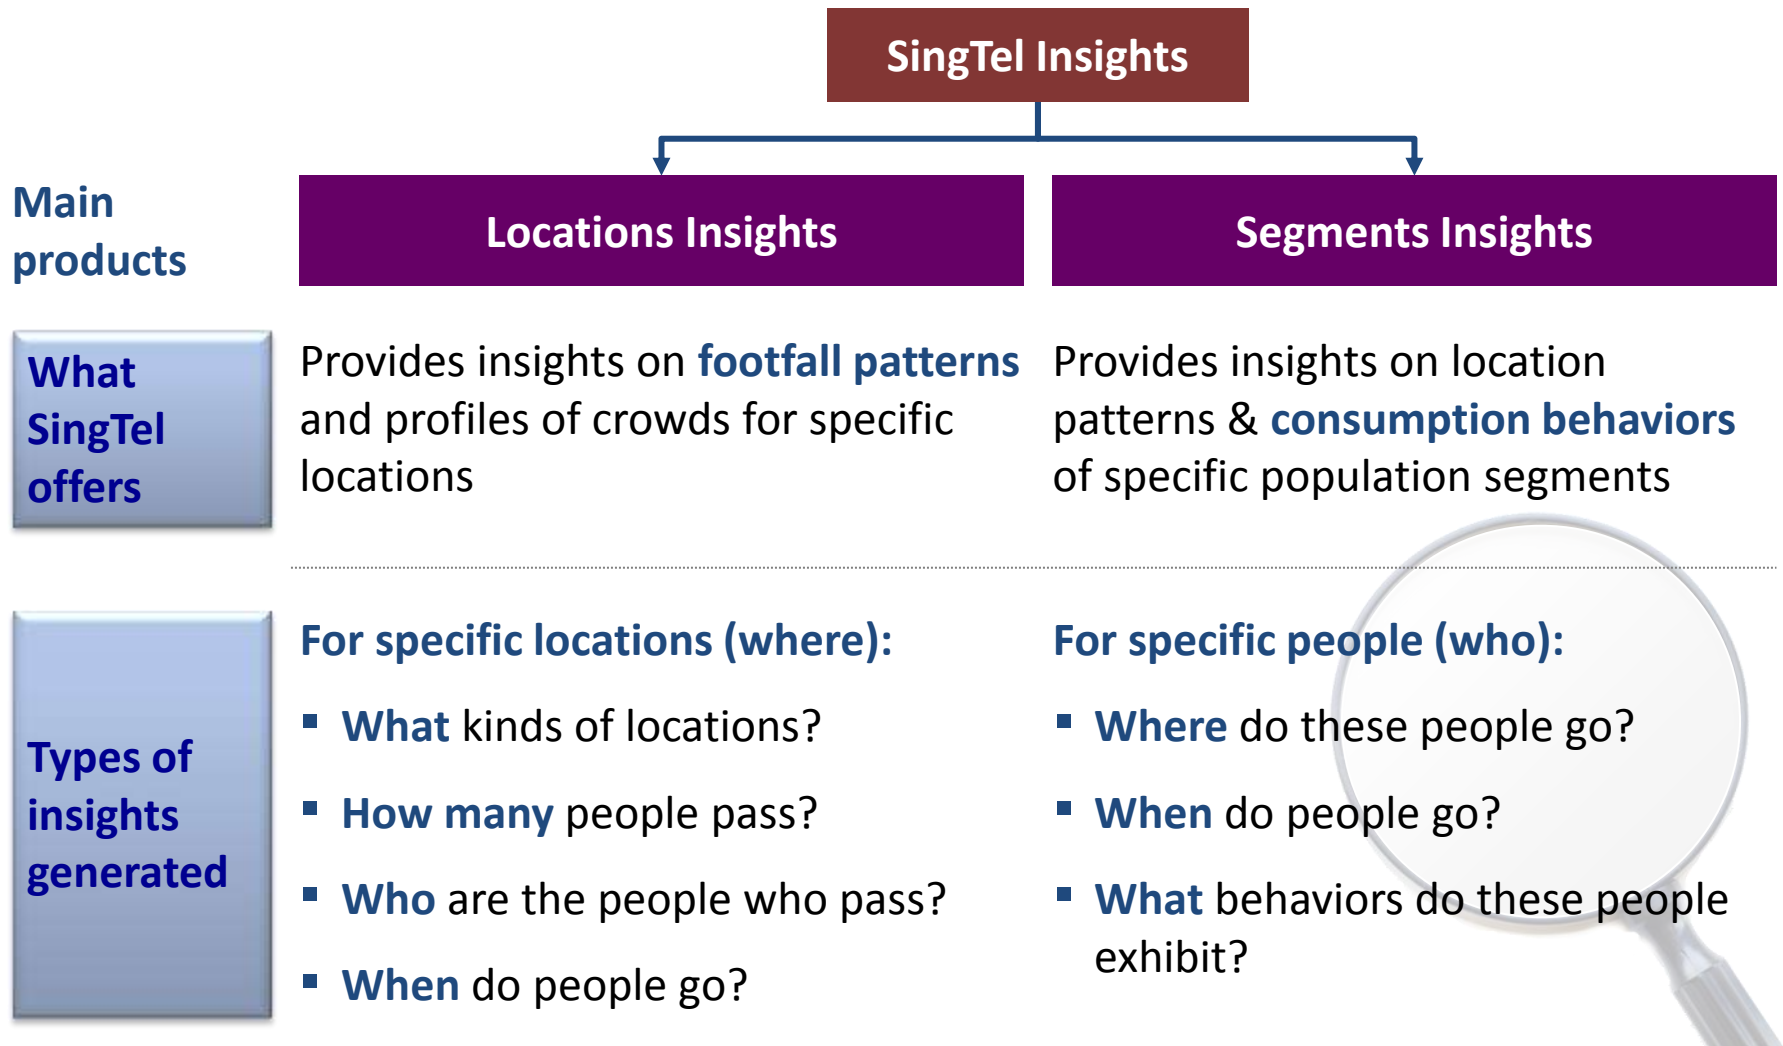 SingTel Insights
Main
products
Locations Insights
Segments Insights
What
SingTel
offers
Provides insights on footfall patterns
and profiles of crowds for specific
locations
Provides insights on location
patterns & consumption behaviors
of specific population segments
Types of
insights
generated
For specific locations (where):
▪ What kinds of locations?
▪ How many people pass?
▪ Who are the people who pass?
▪ When do people go?
For specific people (who):
▪ Where do these people go?
▪ When do people go?
▪ What behaviors do these people
exhibit?